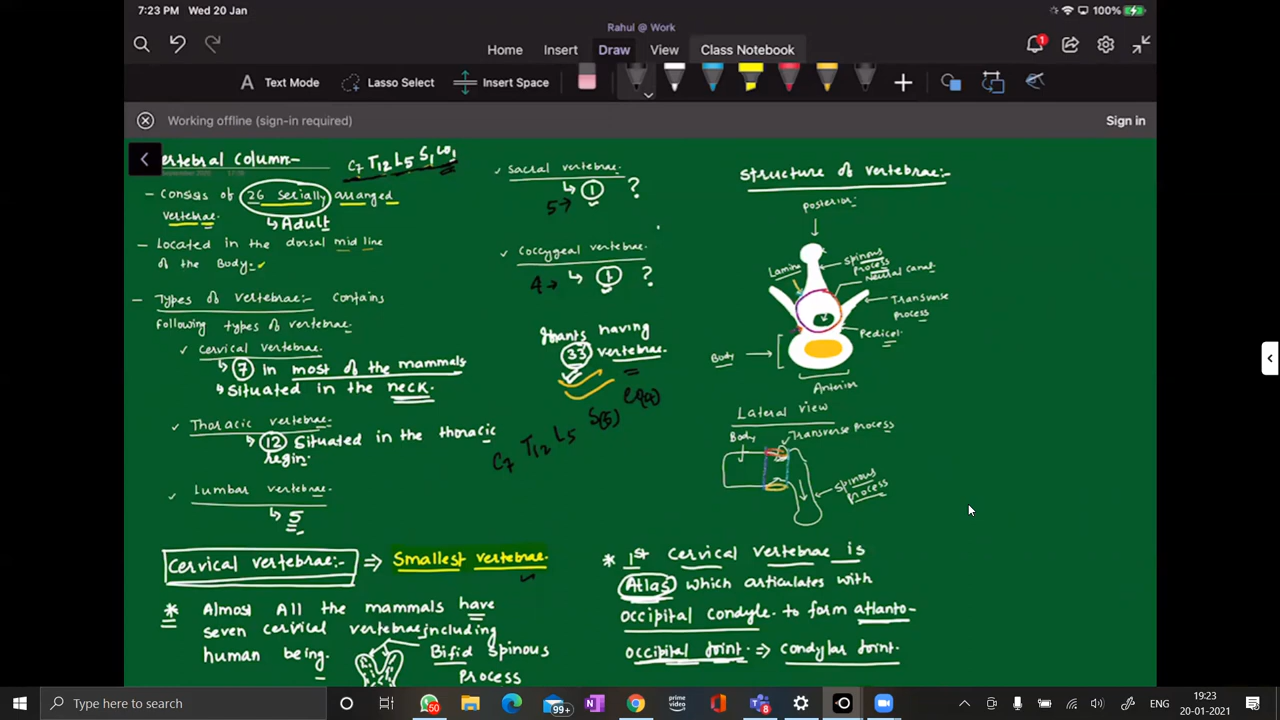 7:23 PM Wed 20 Jan
100%
Rahul @ Work
Home Insert Draw View Class Notebook
1
Text Mode Lasso Select Insert Space
Working offline (sign-in required) Sign in
ertebral Column:-
C7 T12 L5 S1 Co1
- Consists of 26 serially arranged
vertebrae.
↳ Adult
- Located in the dorsal mid line
of the Body:-
- Types of vertebrae:- Contains
following types of vertebrae
✓ Cervical vertebrae.
↳ 7 in most of the mammals
↳ Situated in the neck.
✓ Thoracic vertebrae
↳ 12 Situated in the thoracic
regin.
✓ Lumbar vertebrae
↳ 5
✓ Sacral vertebrae.
↳ 1 ?
5→
✓ Coccygeal vertebrae.
4→ ↳ 1 ?
having
33 vertebrae.
C7 T12 L5 S(5)
Structure of vertebrae:-
posterior:
Lamina
Spinous
process
Neural canal
Transverse
process
Pedicel
Body →
Anterior
Lateral view
Body
Transverse process
Spinous
process
Cervical vertebrae:- ⇒ Smallest vertebrae.
* Almost All the mammals have
seven cervical vertebrae including
human being.
Bifid spinous
process
* 1st Cervical vertebrae is
Atlas which articulates with
occipital condyle to form atlanto-
occipital joint. ⇒ condylar joint.
Type here to search
50
99+
8
ENG
19:23
20-01-2021